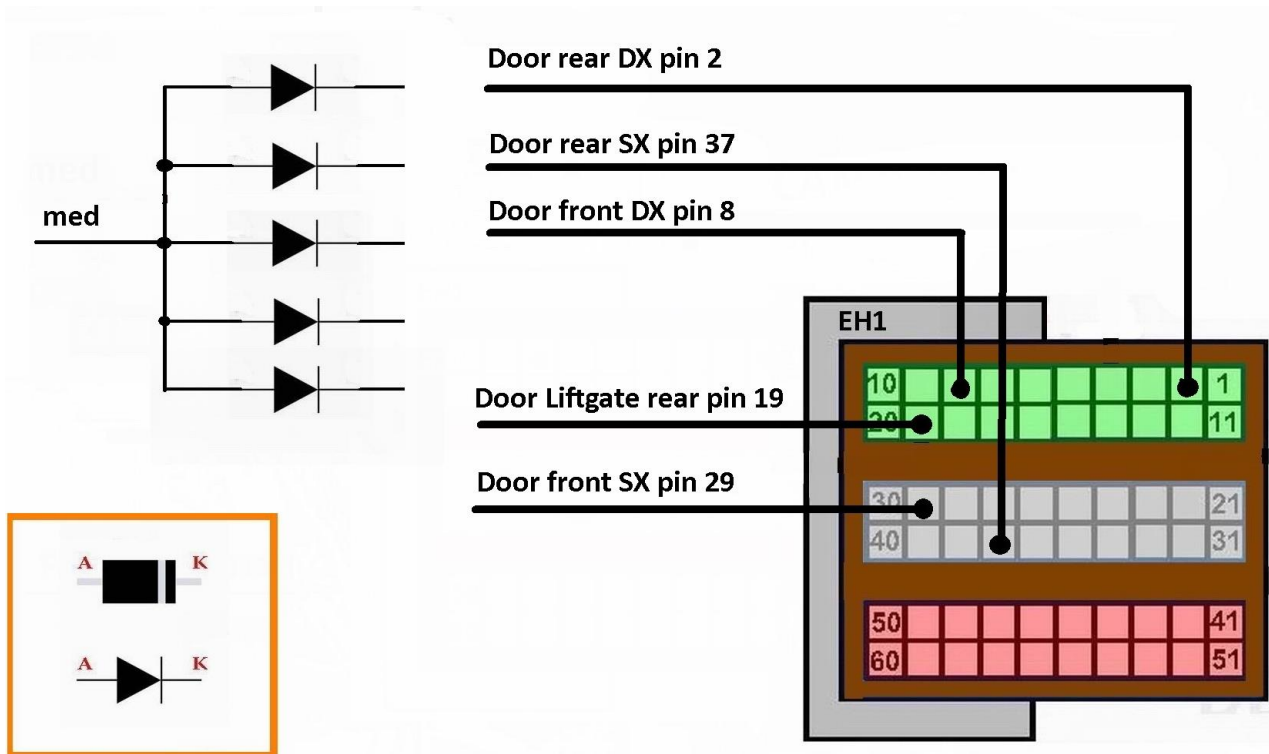 Door rear DX pin 2
Door rear SX pin 37
Door front DX pin 8
med
EH1
10 1
Door Liftgate rear pin 19
20 11
Door front SX pin 29
30 21
40 31
A K
50 41
60 51
A K